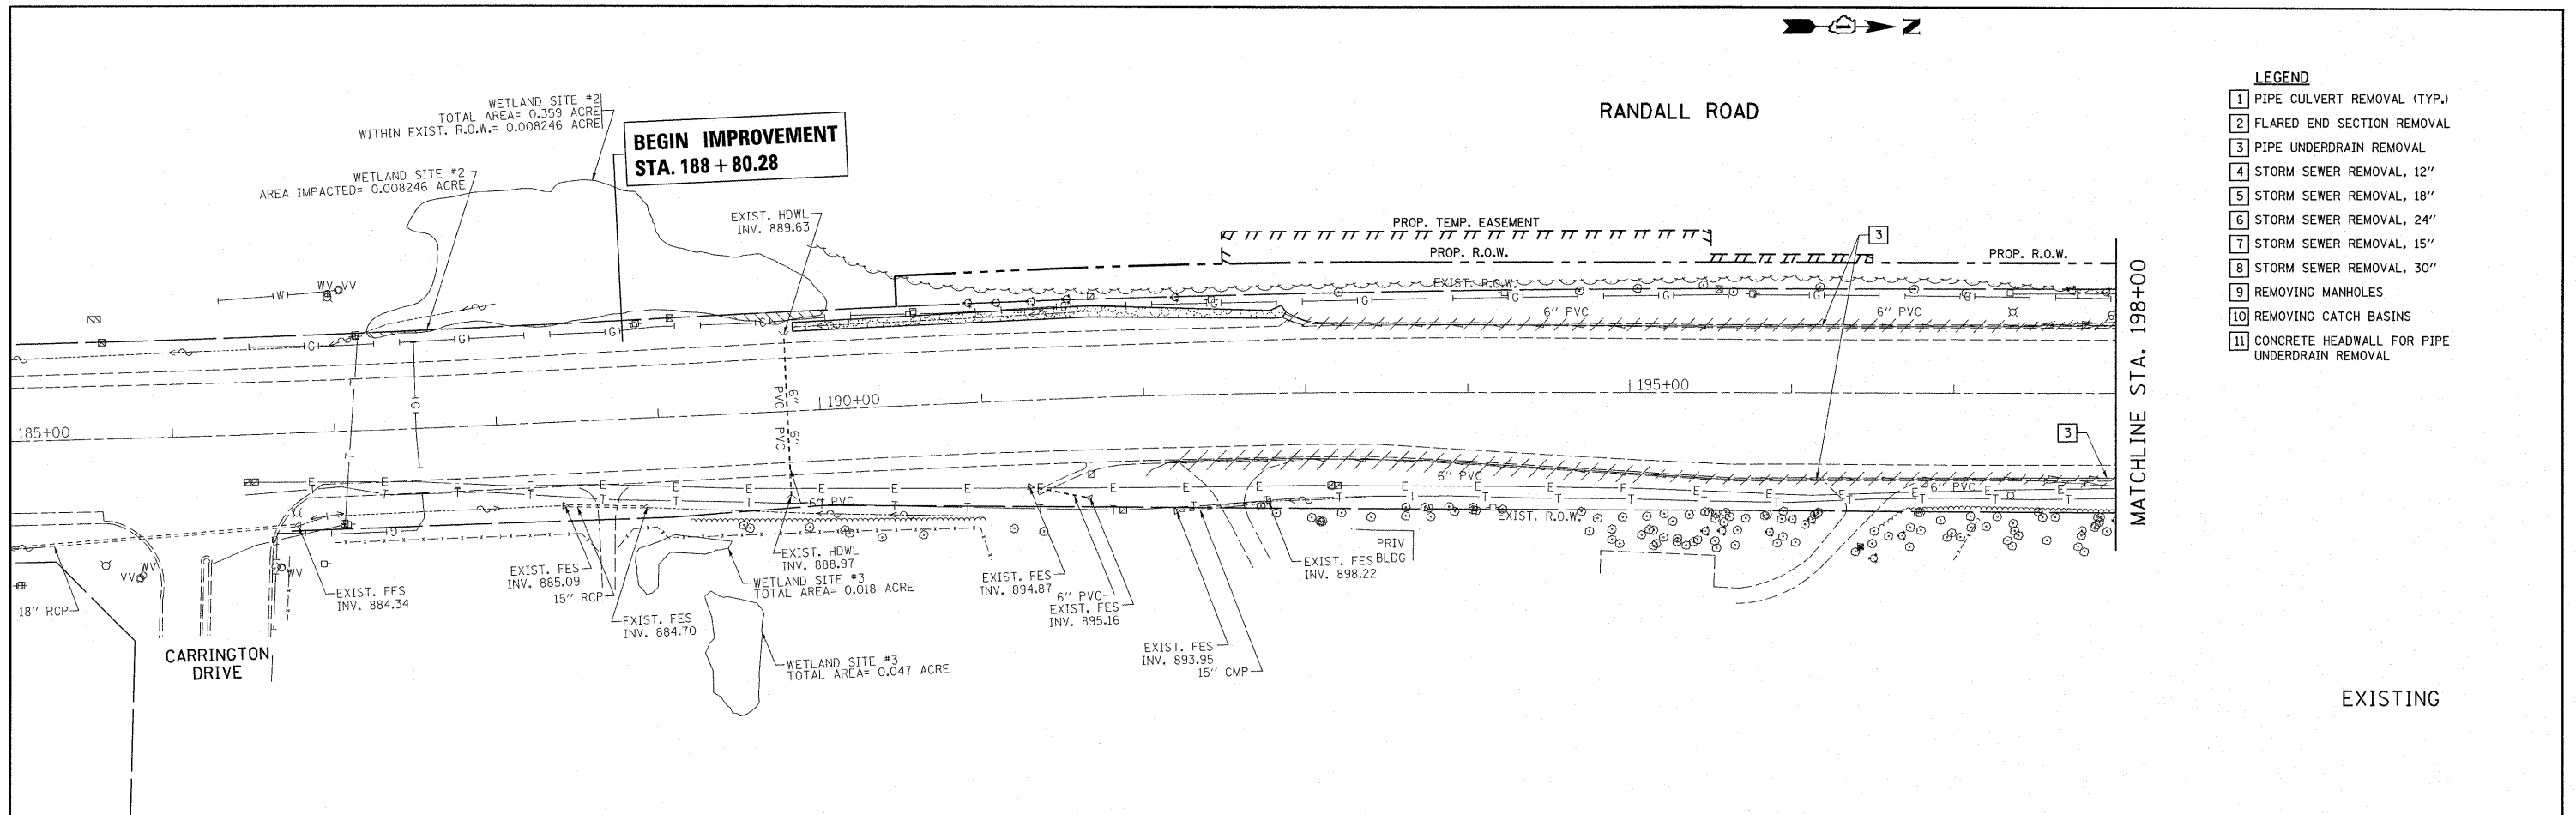 N
RANDALL ROAD
LEGEND
1 PIPE CULVERT REMOVAL (TYP.)
2 FLARED END SECTION REMOVAL
3 PIPE UNDERDRAIN REMOVAL
4 STORM SEWER REMOVAL, 12"
5 STORM SEWER REMOVAL, 18"
6 STORM SEWER REMOVAL, 24"
7 STORM SEWER REMOVAL, 15"
8 STORM SEWER REMOVAL, 30"
9 REMOVING MANHOLES
10 REMOVING CATCH BASINS
11 CONCRETE HEADWALL FOR PIPE
UNDERDRAIN REMOVAL
WETLAND SITE #2
TOTAL AREA= 0.359 ACRE
WITHIN EXIST. R.O.W.= 0.008246 ACRE
BEGIN IMPROVEMENT
STA. 188+80.28
WETLAND SITE #2
AREA IMPACTED= 0.008246 ACRE
EXIST. HDWL
INV. 889.63
PROP. TEMP. EASEMENT
PROP. R.O.W.
PROP. R.O.W.
3
EXIST. R.O.W.
WV
VV
W
G
G
G
G
G
G
G
G
G
G
6" PVC
6" PVC
6
MATCHLINE STA. 198+00
185+00
190+00
195+00
6" PVC
6" PVC
T
G
T
3
E E E E E E E E E E E E E E E E E E
T T T T T T T T T T T T T T
6" PVC
6" PVC
6" PVC
EXIST. R.O.W.
PRIV
BLDG
EXIST. HDWL
INV. 888.97
WETLAND SITE #3
TOTAL AREA= 0.018 ACRE
EXIST. FES
INV. 885.09
15" RCP
EXIST. FES
INV. 884.34
EXIST. FES
INV. 884.70
EXIST. FES
INV. 894.87
6" PVC
EXIST. FES
INV. 895.16
EXIST. FES
INV. 898.22
EXIST. FES
INV. 893.95
15" CMP
WETLAND SITE #3
TOTAL AREA= 0.047 ACRE
VV
WV
WV
18" RCP
CARRINGTON
DRIVE
T
EXISTING